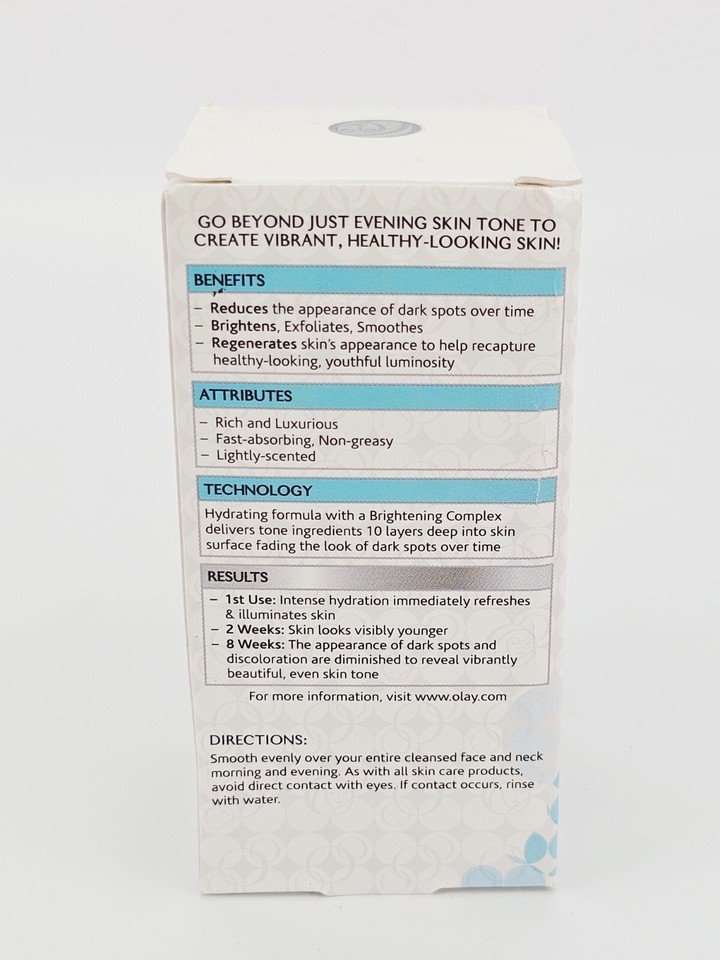 GO BEYOND JUST EVENING SKIN TONE TO
CREATE VIBRANT, HEALTHY-LOOKING SKIN!
BENEFITS
– Reduces the appearance of dark spots over time
– Brightens, Exfoliates, Smoothes
– Regenerates skin's appearance to help recapture
healthy-looking, youthful luminosity
ATTRIBUTES
– Rich and Luxurious
– Fast-absorbing, Non-greasy
– Lightly-scented
TECHNOLOGY
Hydrating formula with a Brightening Complex
delivers tone ingredients 10 layers deep into skin
surface fading the look of dark spots over time
RESULTS
– 1st Use: Intense hydration immediately refreshes
& illuminates skin
– 2 Weeks: Skin looks visibly younger
– 8 Weeks: The appearance of dark spots and
discoloration are diminished to reveal vibrantly
beautiful, even skin tone
For more information, visit www.olay.com
DIRECTIONS:
Smooth evenly over your entire cleansed face and neck
morning and evening. As with all skin care products,
avoid direct contact with eyes. If contact occurs, rinse
with water.